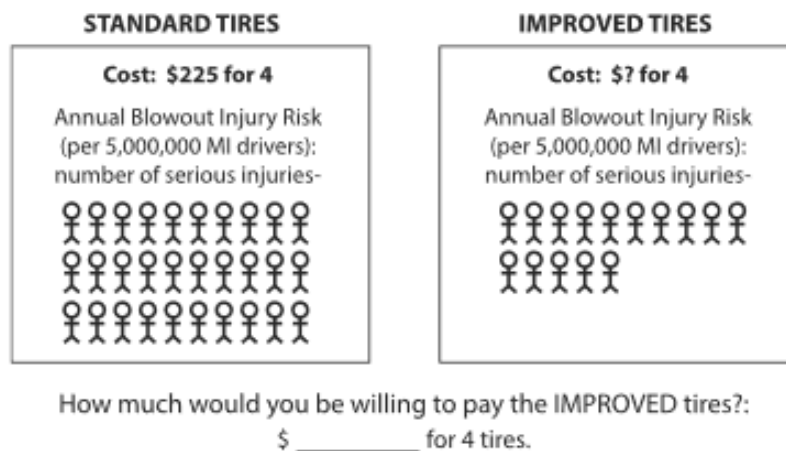 STANDARD TIRES
Cost: $225 for 4
Annual Blowout Injury Risk
(per 5,000,000 MI drivers):
number of serious injuries-
IMPROVED TIRES
Cost: $? for 4
Annual Blowout Injury Risk
(per 5,000,000 MI drivers):
number of serious injuries-
How much would you be willing to pay the IMPROVED tires?:
$ __________ for 4 tires.